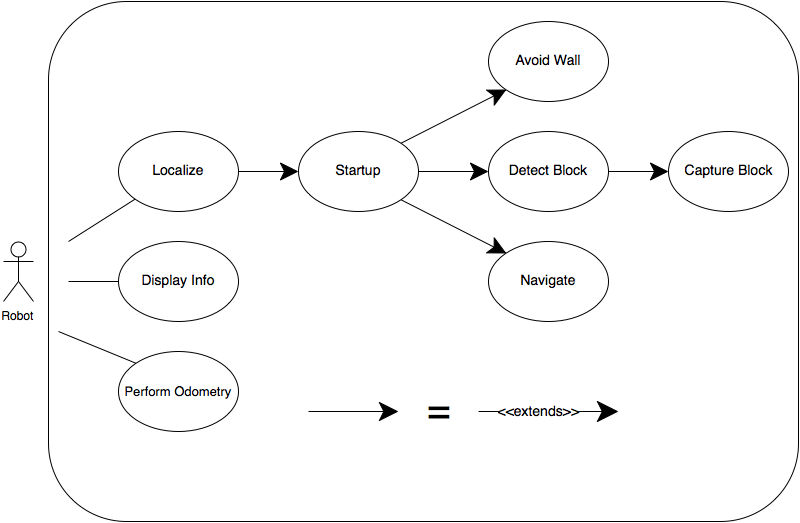 Avoid Wall
Localize
Startup
Detect Block
Capture Block
Display Info
Navigate
Robot
Perform Odometry
= <<extends>>